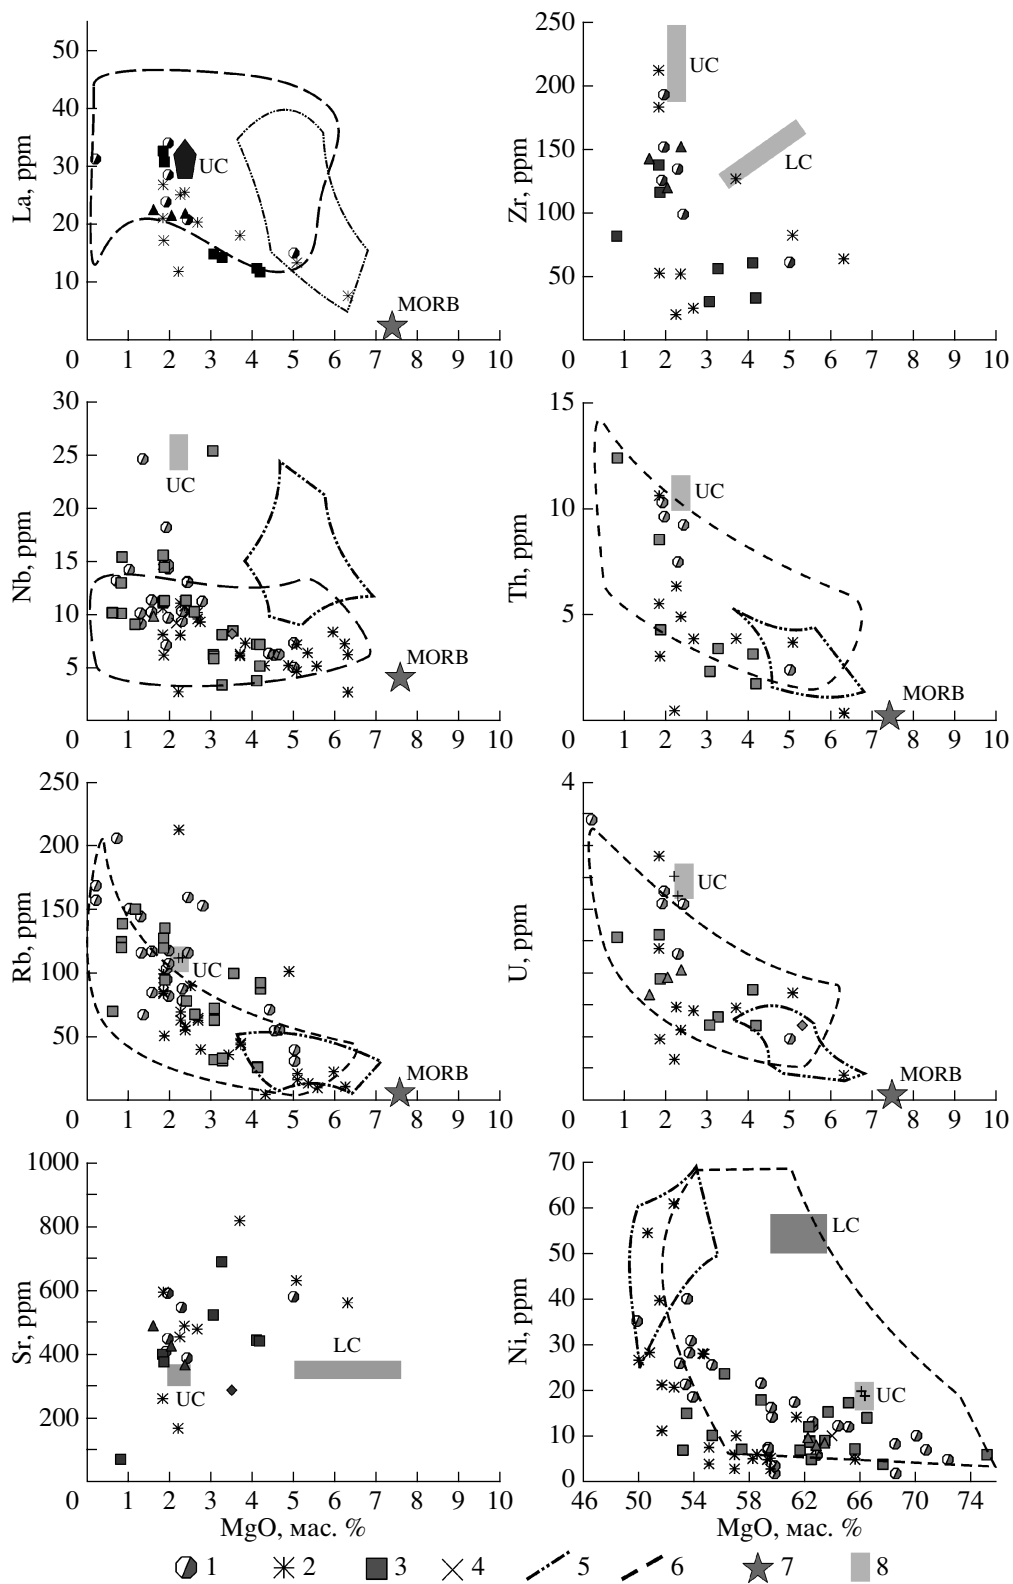 50
40
30
20
10
La, ppm
UC
MORB
0 1 2 3 4 5 6 7 8 9 10
250
200
150
100
50
Zr, ppm
UC
LC
0 1 2 3 4 5 6 7 8 9 10
30
25
20
15
10
5
Nb, ppm
UC
MORB
0 1 2 3 4 5 6 7 8 9 10
15
10
5
Th, ppm
UC
MORB
0 1 2 3 4 5 6 7 8 9 10
250
200
150
100
50
Rb, ppm
UC
MORB
0 1 2 3 4 5 6 7 8 9 10
4
U, ppm
UC
MORB
0 1 2 3 4 5 6 7 8 9 10
1000
800
600
400
200
Sr, ppm
UC
LC
0 1 2 3 4 5 6 7 8 9 10
MgO, мас. %
70
60
50
40
30
20
10
0
Ni, ppm
LC
UC
46 50 54 58 62 66 70 74
MgO, мас. %
1 2 3 4 5 6 7 8